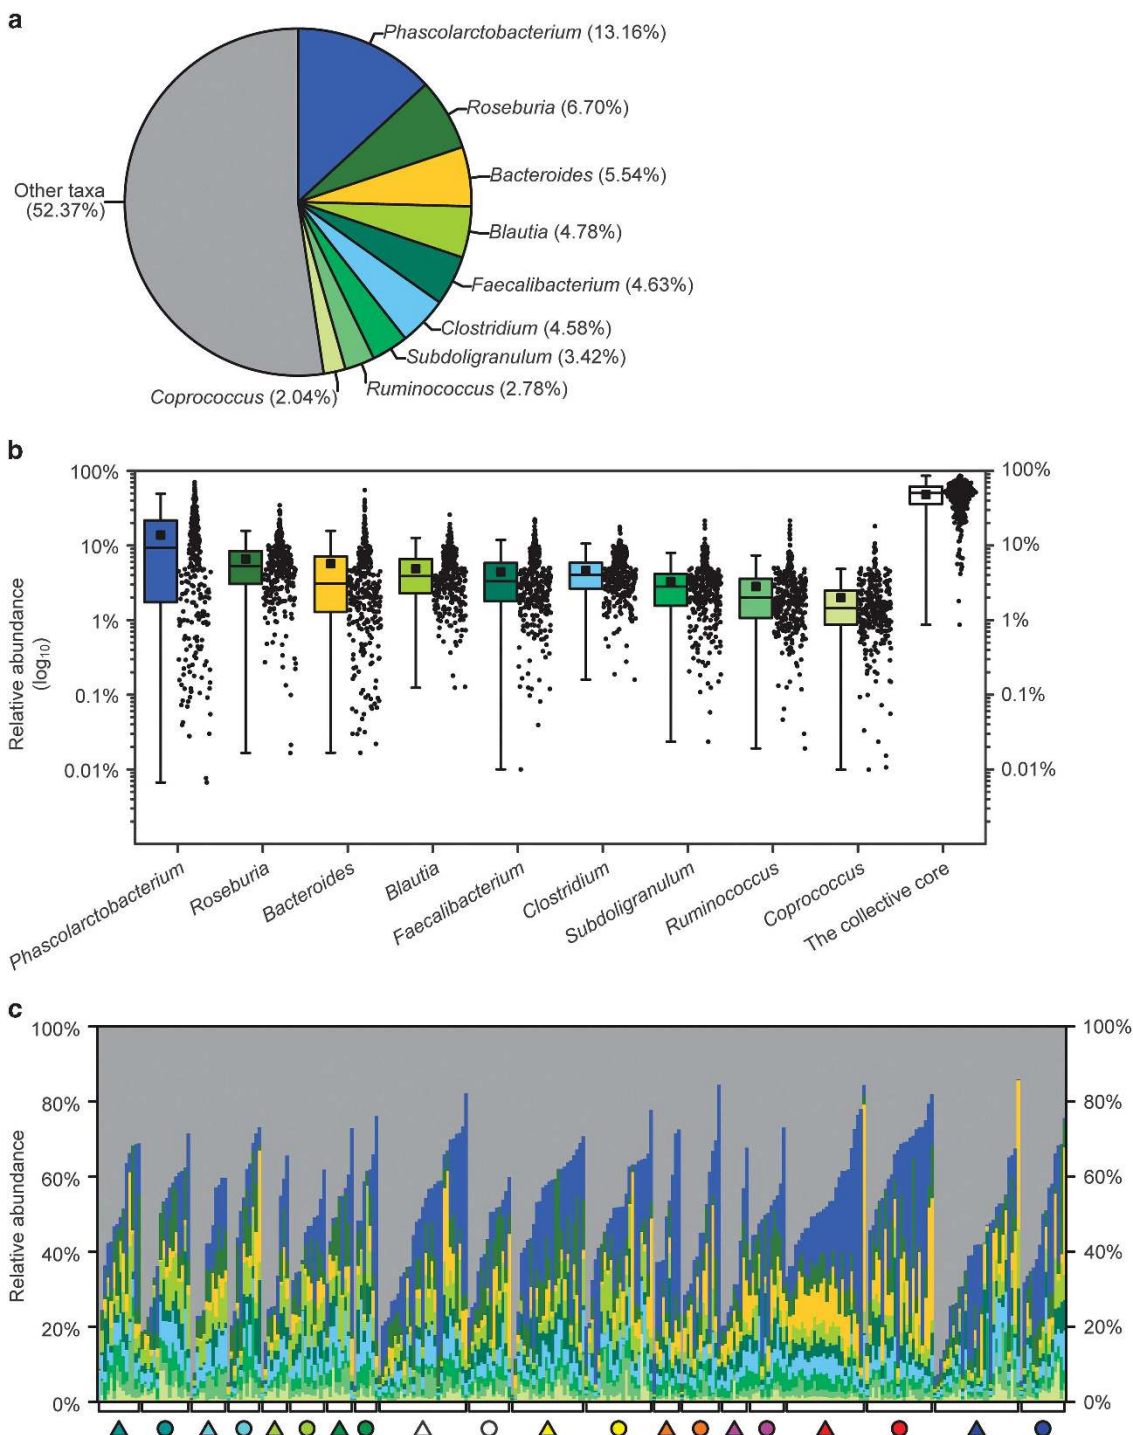 a
Phascolarctobacterium (13.16%)
Roseburia (6.70%)
Bacteroides (5.54%)
Other taxa
(52.37%)
Blautia (4.78%)
Faecalibacterium (4.63%)
Clostridium (4.58%)
Subdoligranulum (3.42%)
Ruminococcus (2.78%)
Coprococcus (2.04%)
b
100%
10%
1%
0.1%
0.01%
Relative abundance
(log10)
100%
10%
1%
0.1%
0.01%
Phascolarctobacterium
Roseburia
Bacteroides
Blautia
Faecalibacterium
Clostridium
Subdoligranulum
Ruminococcus
Coprococcus
The collective core
c
100%
80%
60%
40%
20%
0%
Relative abundance
100%
80%
60%
40%
20%
0%